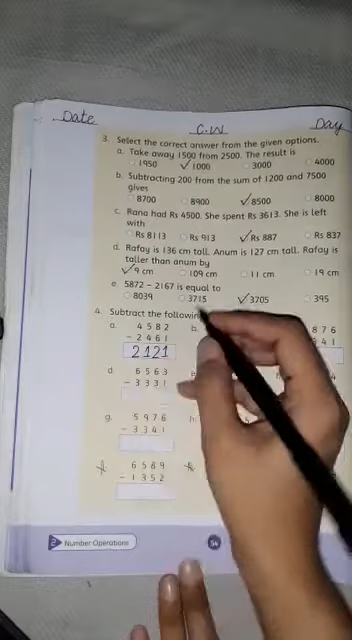 Date C.W Day
3. Select the correct answer from the given options.
a. Take away 1500 from 2500. The result is
1950 1000 3000 4000
b. Subtracting 200 from the sum of 1200 and 7500
gives
8700 8900 8500 8000
c. Rana had Rs 4500. She spent Rs 3613. She is left
with
Rs 8113 Rs 913 Rs 887 Rs 837
d. Rafay is 136 cm tall. Anum is 127 cm tall. Rafay is
taller than anum by
9 cm 109 cm 11 cm 19 cm
e. 5872 – 2167 is equal to
8039 3715 3705 395
4. Subtract the following
a. 4 5 8 2 b. 8 7 6
– 2 4 6 1 4 1
2121
d. 6 5 6 3
– 3 3 3 1
g. 5 9 7 6 h.
– 3 3 4 1
6 5 8 9
– 1 3 5 2
2 Number Operations 54